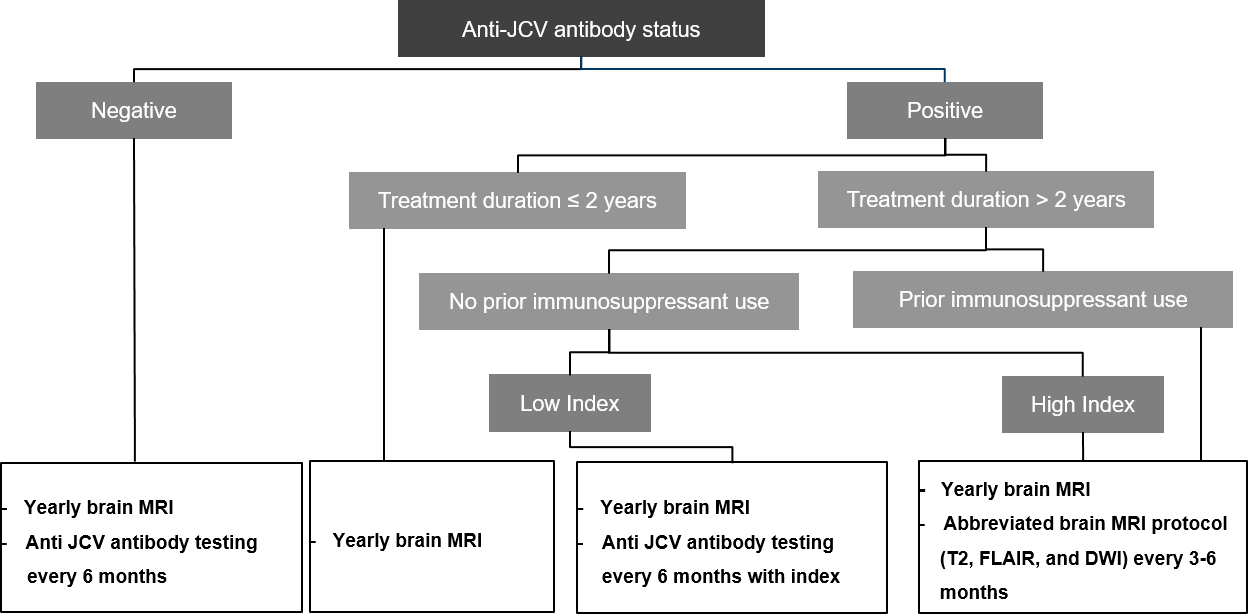 Anti-JCV antibody status
Negative
Positive
Treatment duration ≤ 2 years
Treatment duration > 2 years
No prior immunosuppressant use
Prior immunosuppressant use
Low Index
High Index
- Yearly brain MRI
- Anti JCV antibody testing
every 6 months
- Yearly brain MRI
- Yearly brain MRI
- Anti JCV antibody testing
every 6 months with index
- Yearly brain MRI
- Abbreviated brain MRI protocol
(T2, FLAIR, and DWI) every 3-6
months